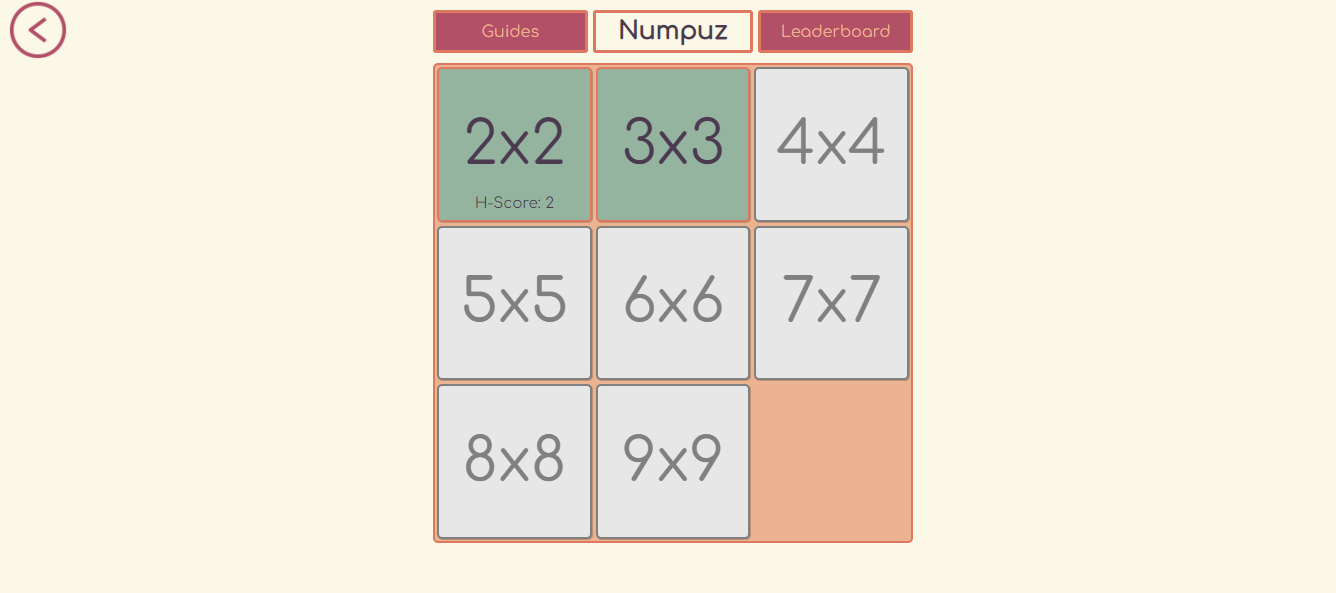 Guides
Numpuz
Leaderboard
2x2
H-Score: 2
3x3
4x4
5x5
6x6
7x7
8x8
9x9